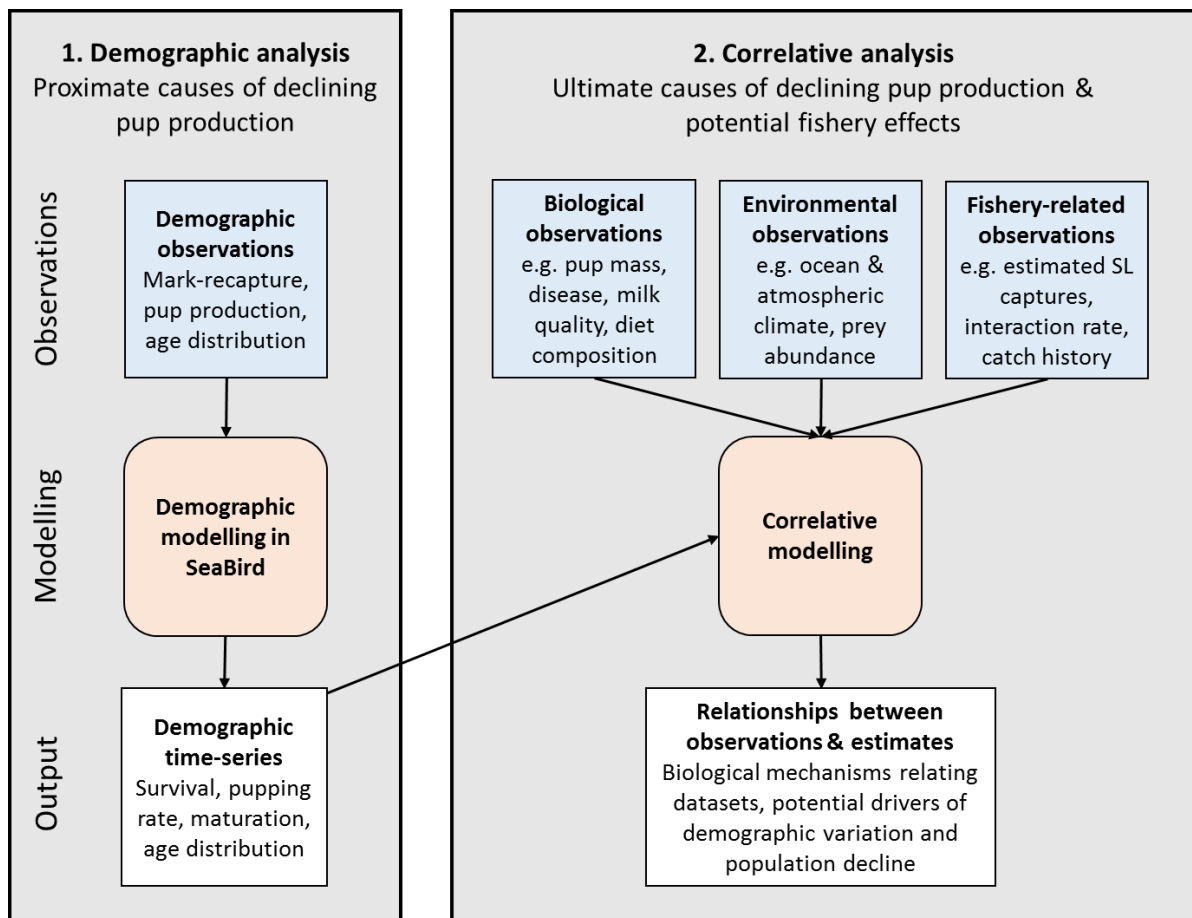 1. Demographic analysis
Proximate causes of declining
pup production
Observations
Demographic
observations
Mark-recapture,
pup production,
age distribution
Modelling
Demographic
modelling in
SeaBird
Output
Demographic
time-series
Survival, pupping
rate, maturation,
age distribution
2. Correlative analysis
Ultimate causes of declining pup production &
potential fishery effects
Biological
observations
e.g. pup mass,
disease, milk
quality, diet
composition
Environmental
observations
e.g. ocean &
atmospheric
climate, prey
abundance
Fishery-related
observations
e.g. estimated SL
captures,
interaction rate,
catch history
Correlative
modelling
Relationships between
observations & estimates
Biological mechanisms relating
datasets, potential drivers of
demographic variation and
population decline